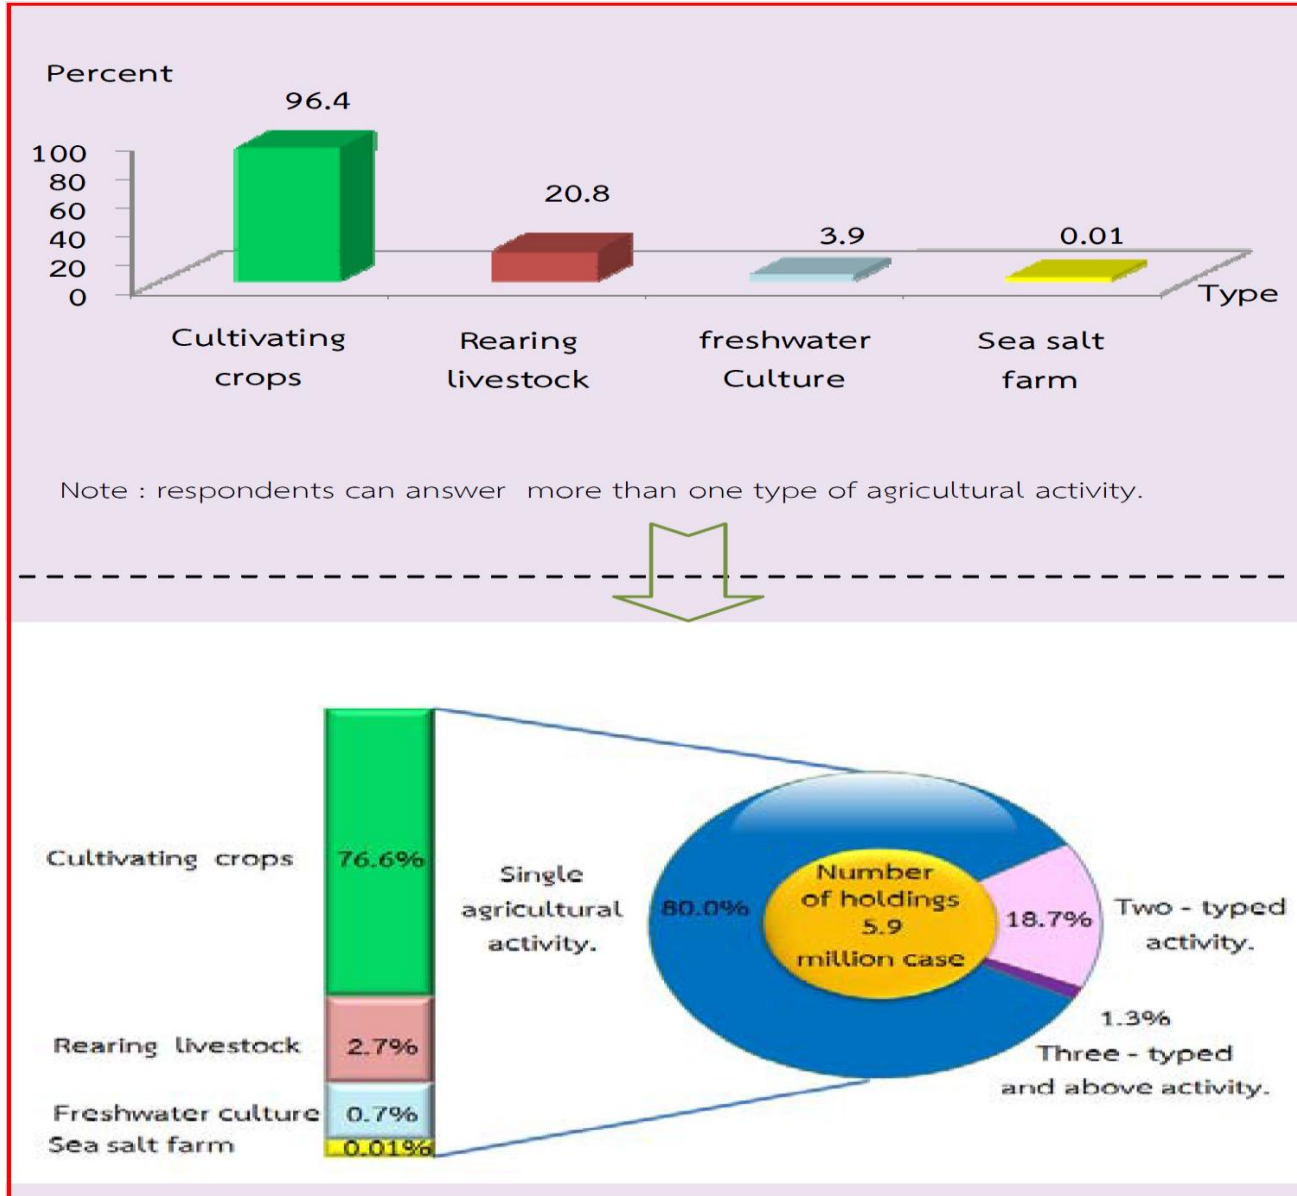 Percent
96.4
100
80
60
40
20
0
20.8
3.9
0.01
Type
Cultivating
crops
Rearing
livestock
freshwater
Culture
Sea salt
farm
Note : respondents can answer more than one type of agricultural activity.
Cultivating crops
76.6%
Rearing livestock
2.7%
Freshwater culture
0.7%
Sea salt farm
0.01%
Single
agricultural
activity.
80.0%
Number
of holdings
5.9
million case
18.7%
Two - typed
activity.
1.3%
Three - typed
and above activity.